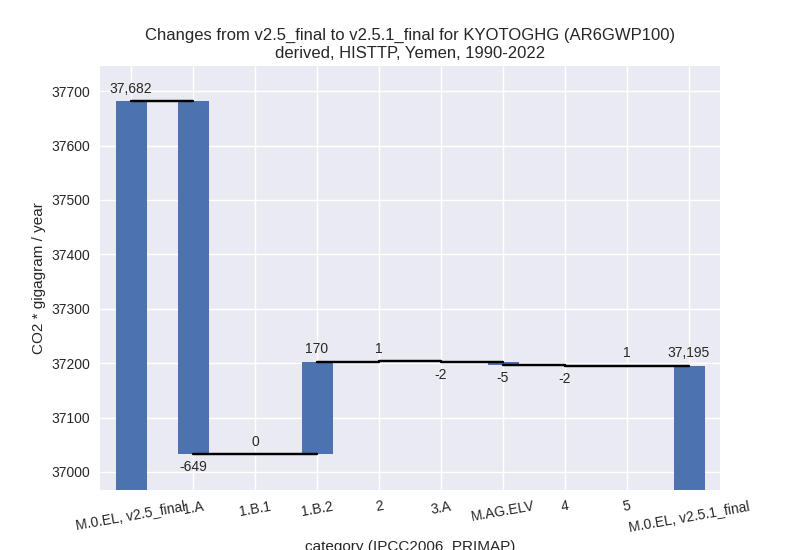 Changes from v2.5_final to v2.5.1_final for KYOTOGHG (AR6GWP100)
derived, HISTTP, Yemen, 1990-2022
CO2 * gigagram / year
37700
37600
37500
37400
37300
37200
37100
37000
37,682
-649
0
170
1
-2
-5
-2
1
37,195
M.0.EL, v2.5_final
1.A
1.B.1
1.B.2
2
3.A
M.AG.ELV
4
5
M.0.EL, v2.5.1_final
category (IPCC2006_PRIMAP)